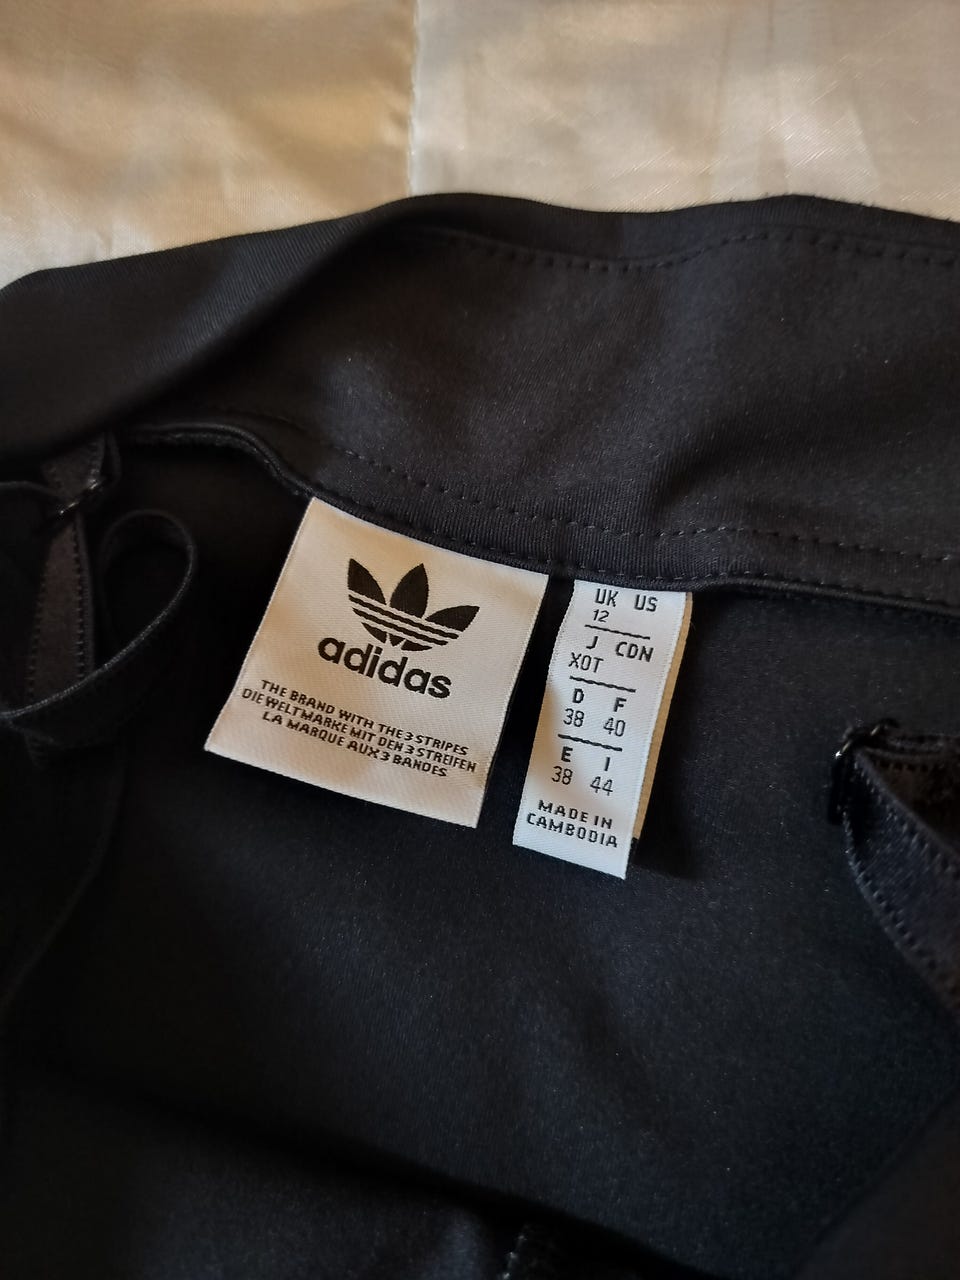 adidas
THE BRAND WITH THE 3 STRIPES
DIE WELTMARKE MIT DEN 3 STREIFEN
LA MARQUE AUX 3 BANDES
UK US
12
J CDN
XOT
D F
38 40
E I
38 44
MADE IN
CAMBODIA